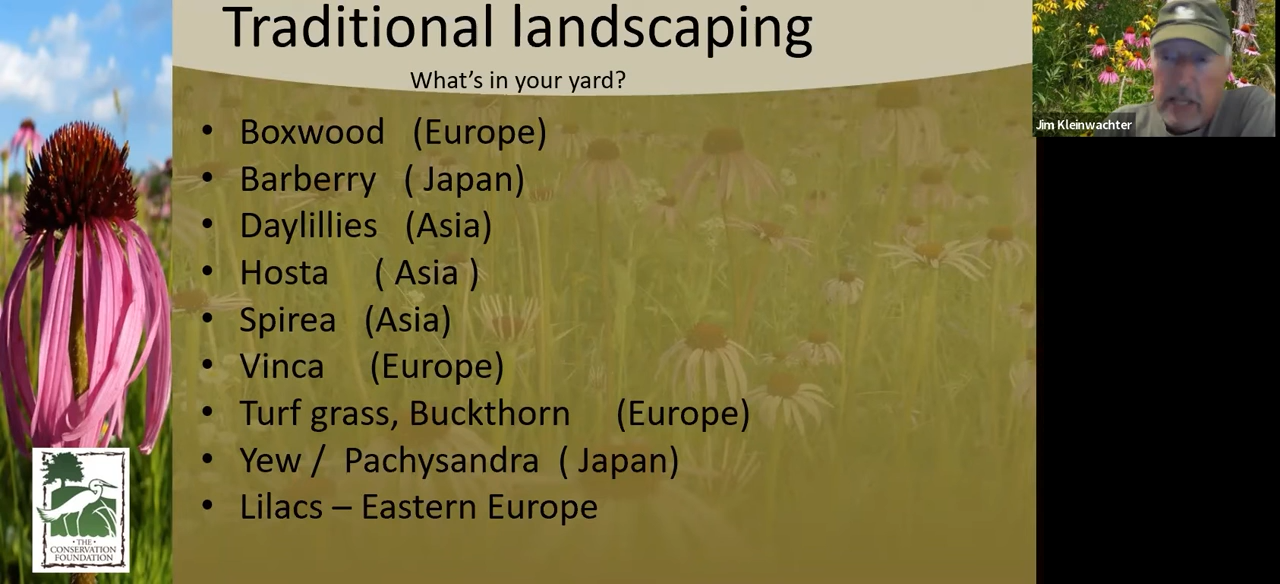 Traditional landscaping
What's in your yard?
• Boxwood (Europe)
• Barberry ( Japan)
• Daylillies (Asia)
• Hosta ( Asia )
• Spirea (Asia)
• Vinca (Europe)
• Turf grass, Buckthorn (Europe)
• Yew / Pachysandra ( Japan)
• Lilacs – Eastern Europe
Jim Kleinwachter
• THE •
CONSERVATION
FOUNDATION